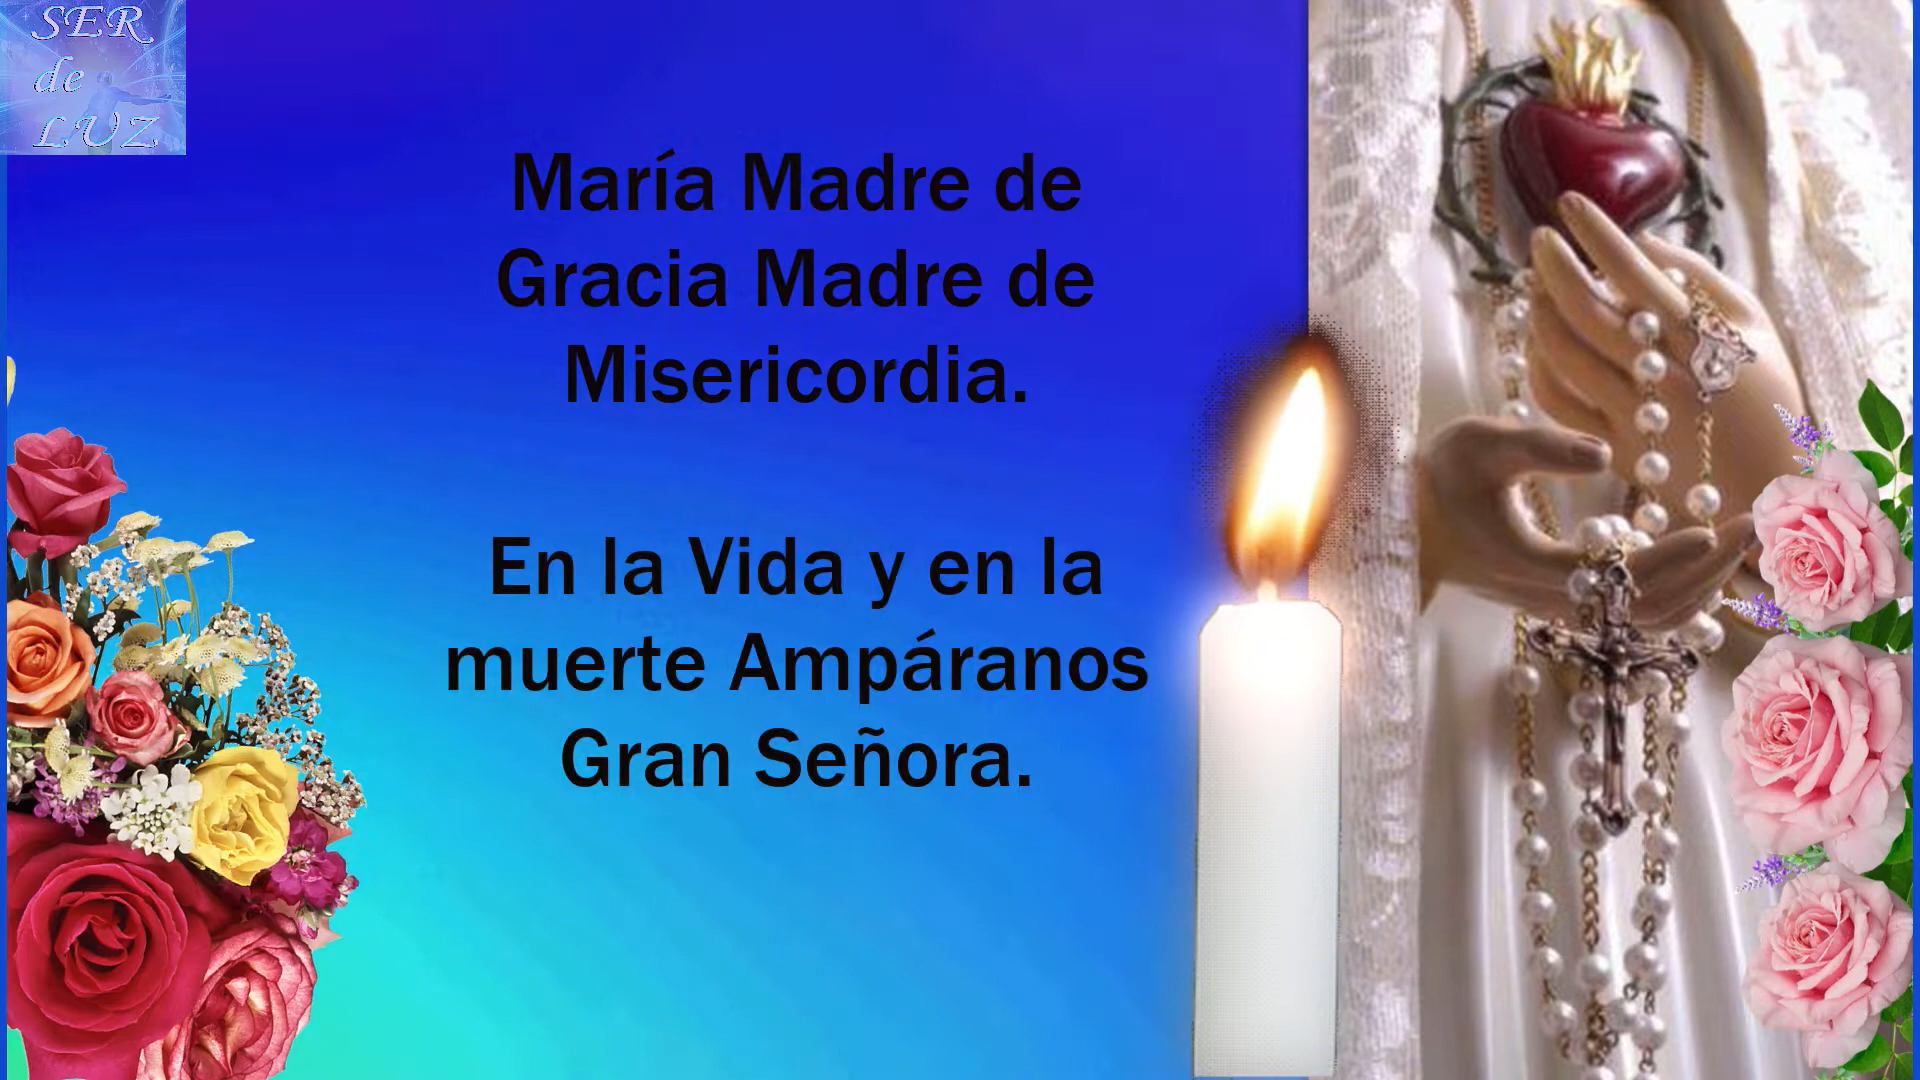 SER
de
LUZ
María Madre de
Gracia Madre de
Misericordia.
En la Vida y en la
muerte Ampáranos
Gran Señora.